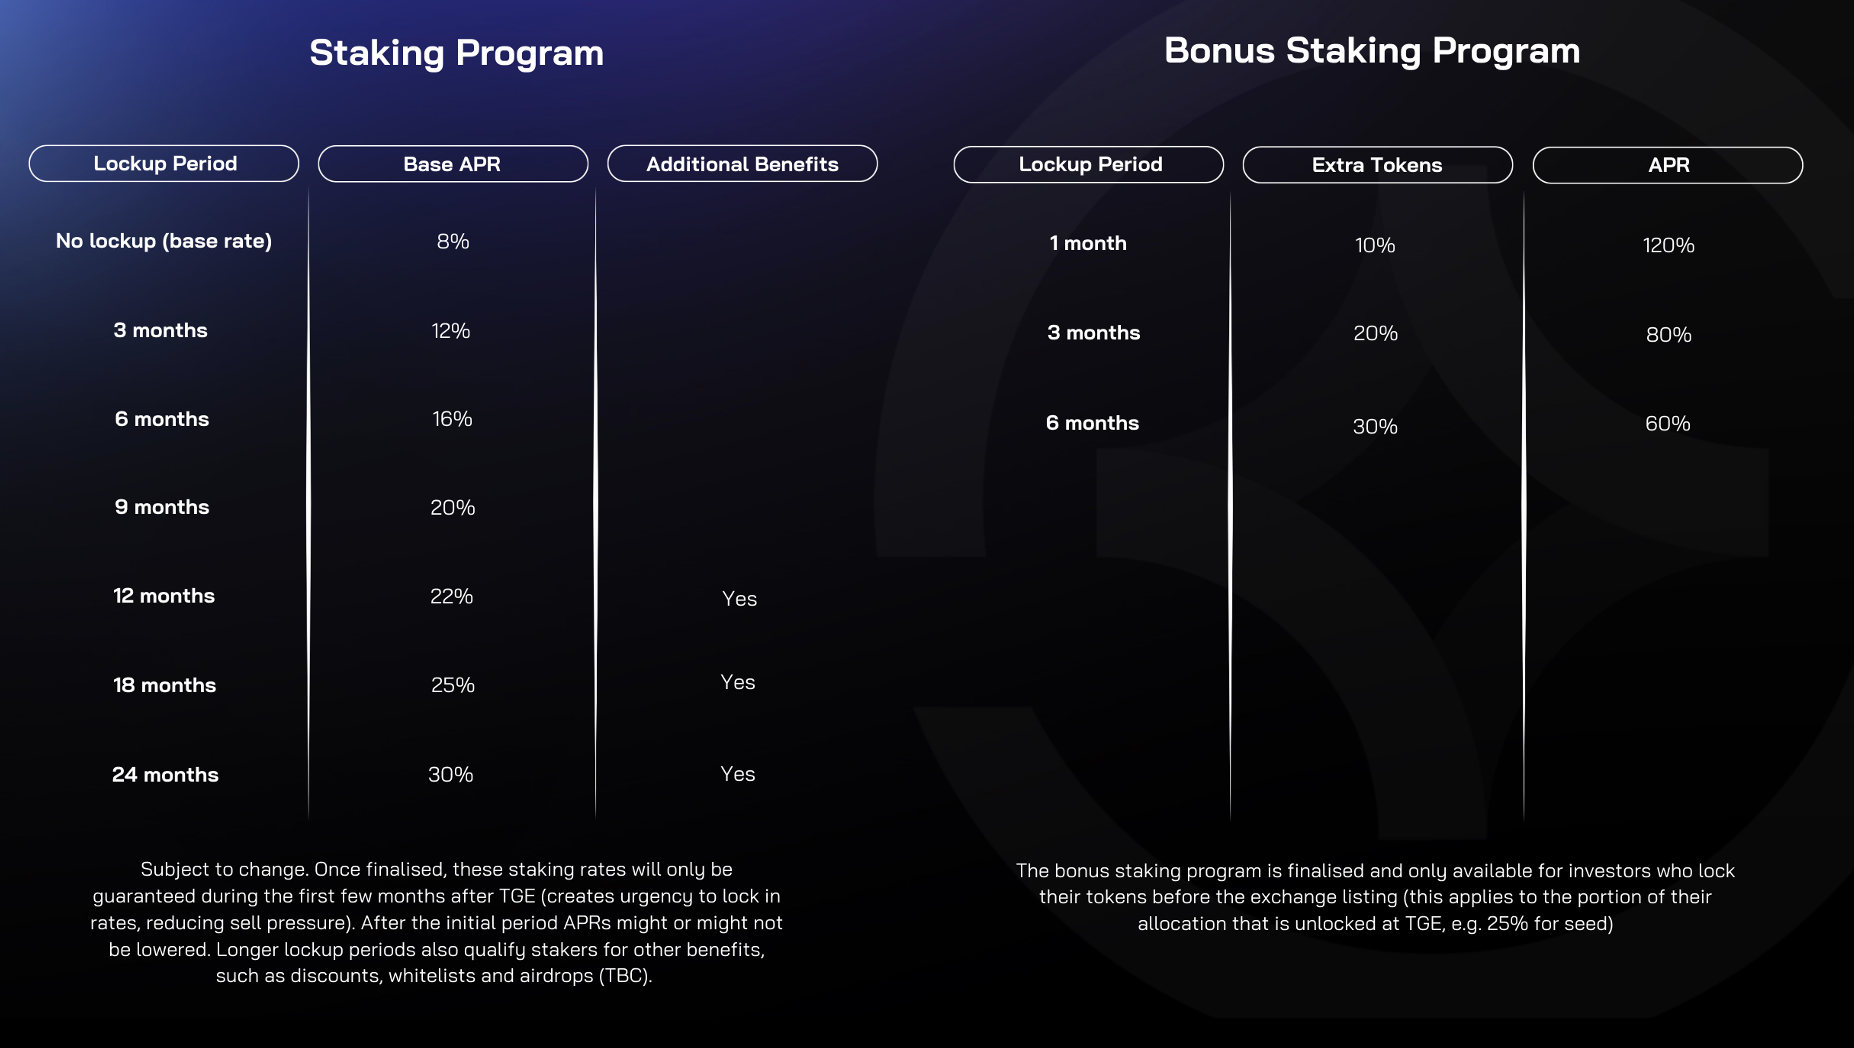 Staking Program
Lockup Period Base APR Additional Benefits
No lockup (base rate) 8%
3 months 12%
6 months 16%
9 months 20%
12 months 22% Yes
18 months 25% Yes
24 months 30% Yes
Subject to change. Once finalised, these staking rates will only be
guaranteed during the first few months after TGE (creates urgency to lock in
rates, reducing sell pressure). After the initial period APRs might or might not
be lowered. Longer lockup periods also qualify stakers for other benefits,
such as discounts, whitelists and airdrops (TBC).
Bonus Staking Program
Lockup Period Extra Tokens APR
1 month 10% 120%
3 months 20% 80%
6 months 30% 60%
The bonus staking program is finalised and only available for investors who lock
their tokens before the exchange listing (this applies to the portion of their
allocation that is unlocked at TGE, e.g. 25% for seed)